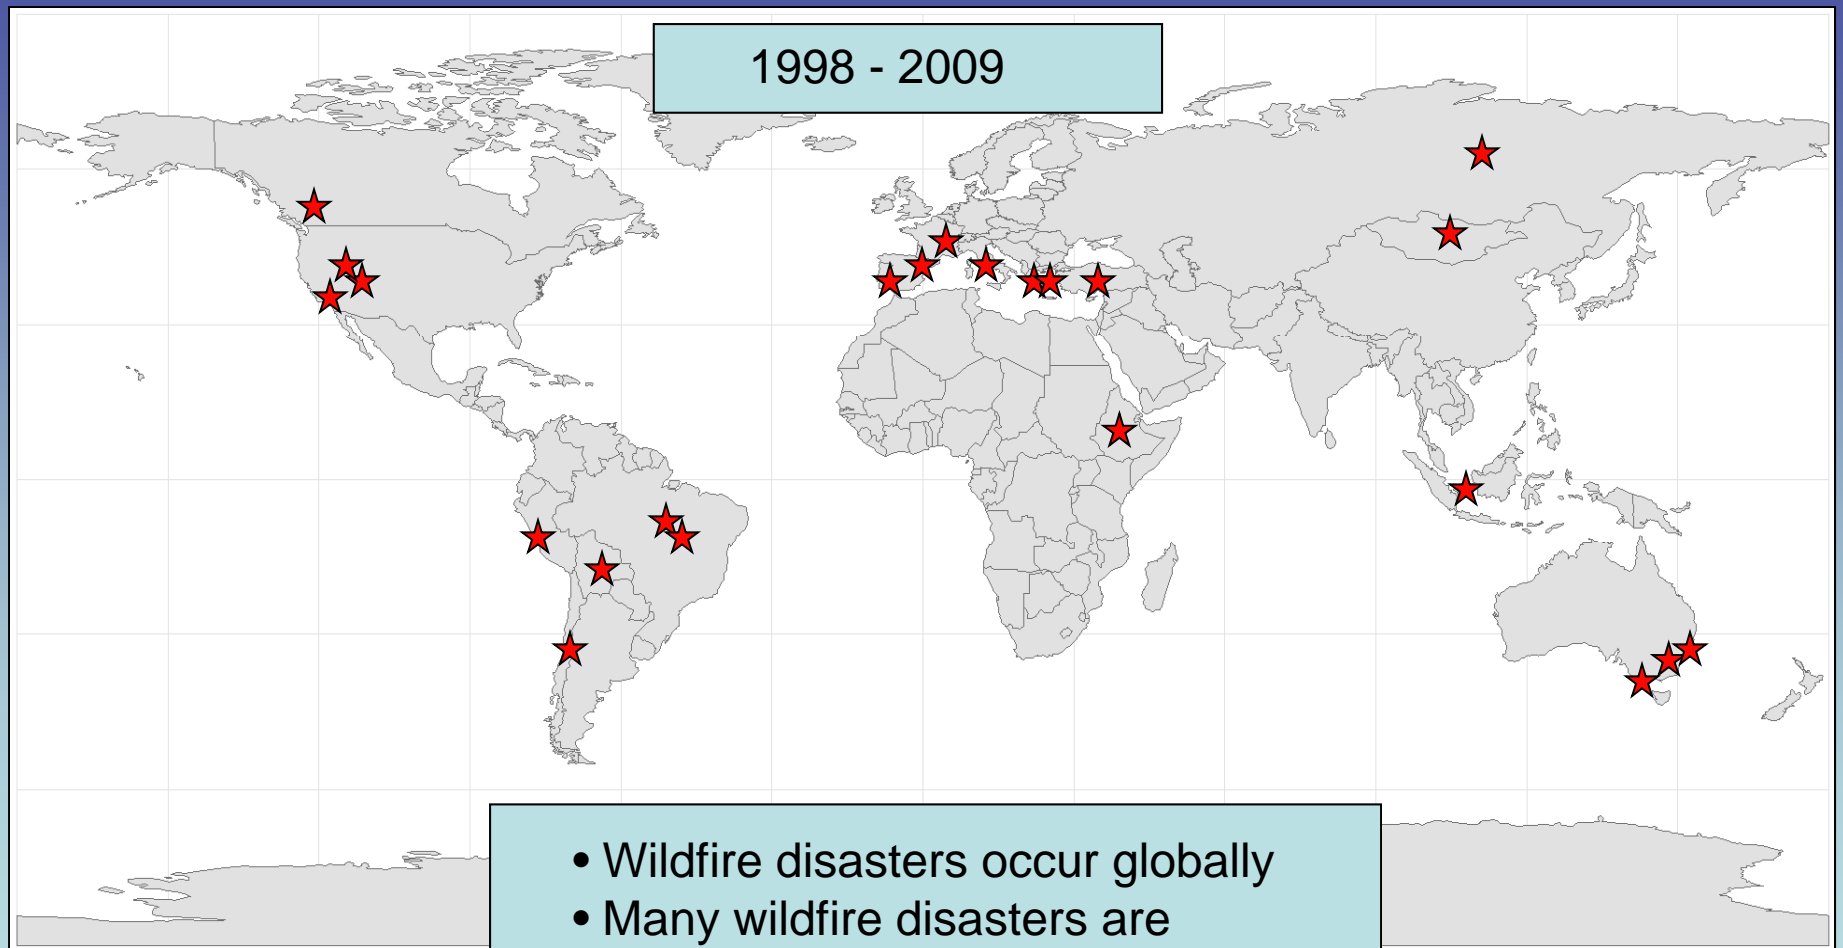 1998 - 2009
• Wildfire disasters occur globally
• Many wildfire disasters are